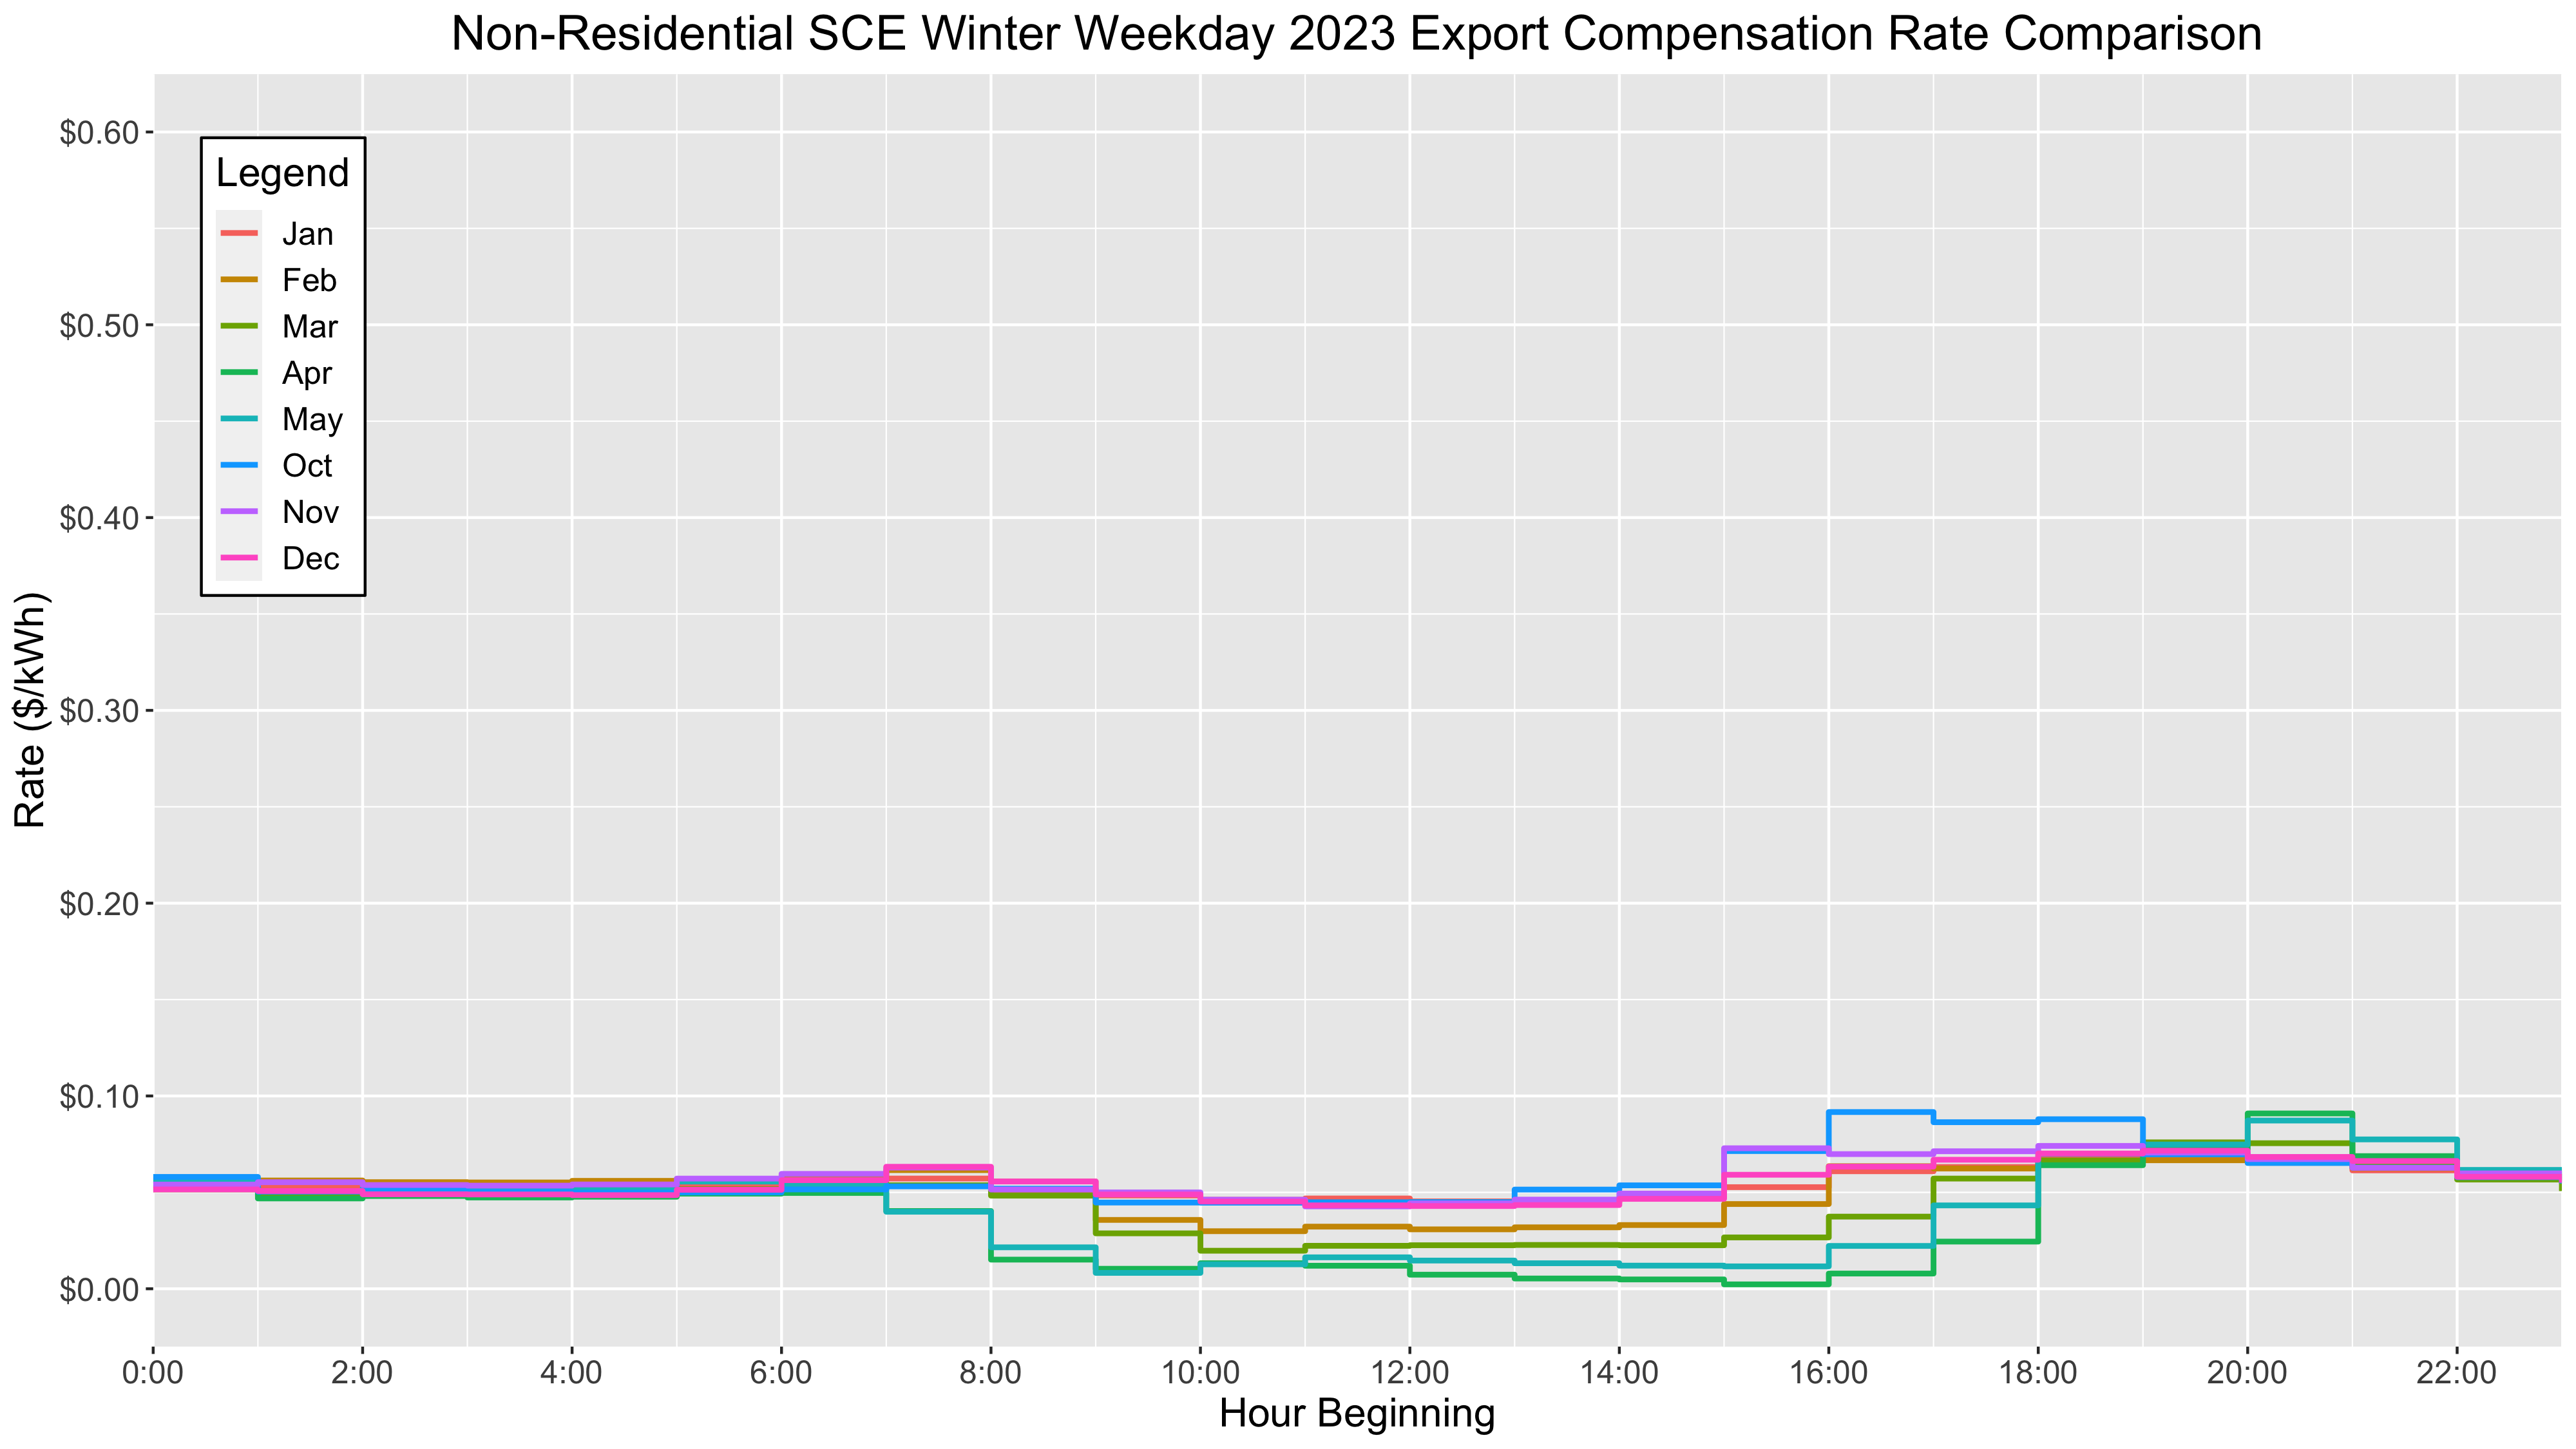 Non-Residential SCE Winter Weekday 2023 Export Compensation Rate Comparison
$0.60
$0.50
$0.40
$0.30
$0.20
$0.10
$0.00
Rate ($/kWh)
Legend
Jan
Feb
Mar
Apr
May
Oct
Nov
Dec
0:00 2:00 4:00 6:00 8:00 10:00 12:00 14:00 16:00 18:00 20:00 22:00
Hour Beginning